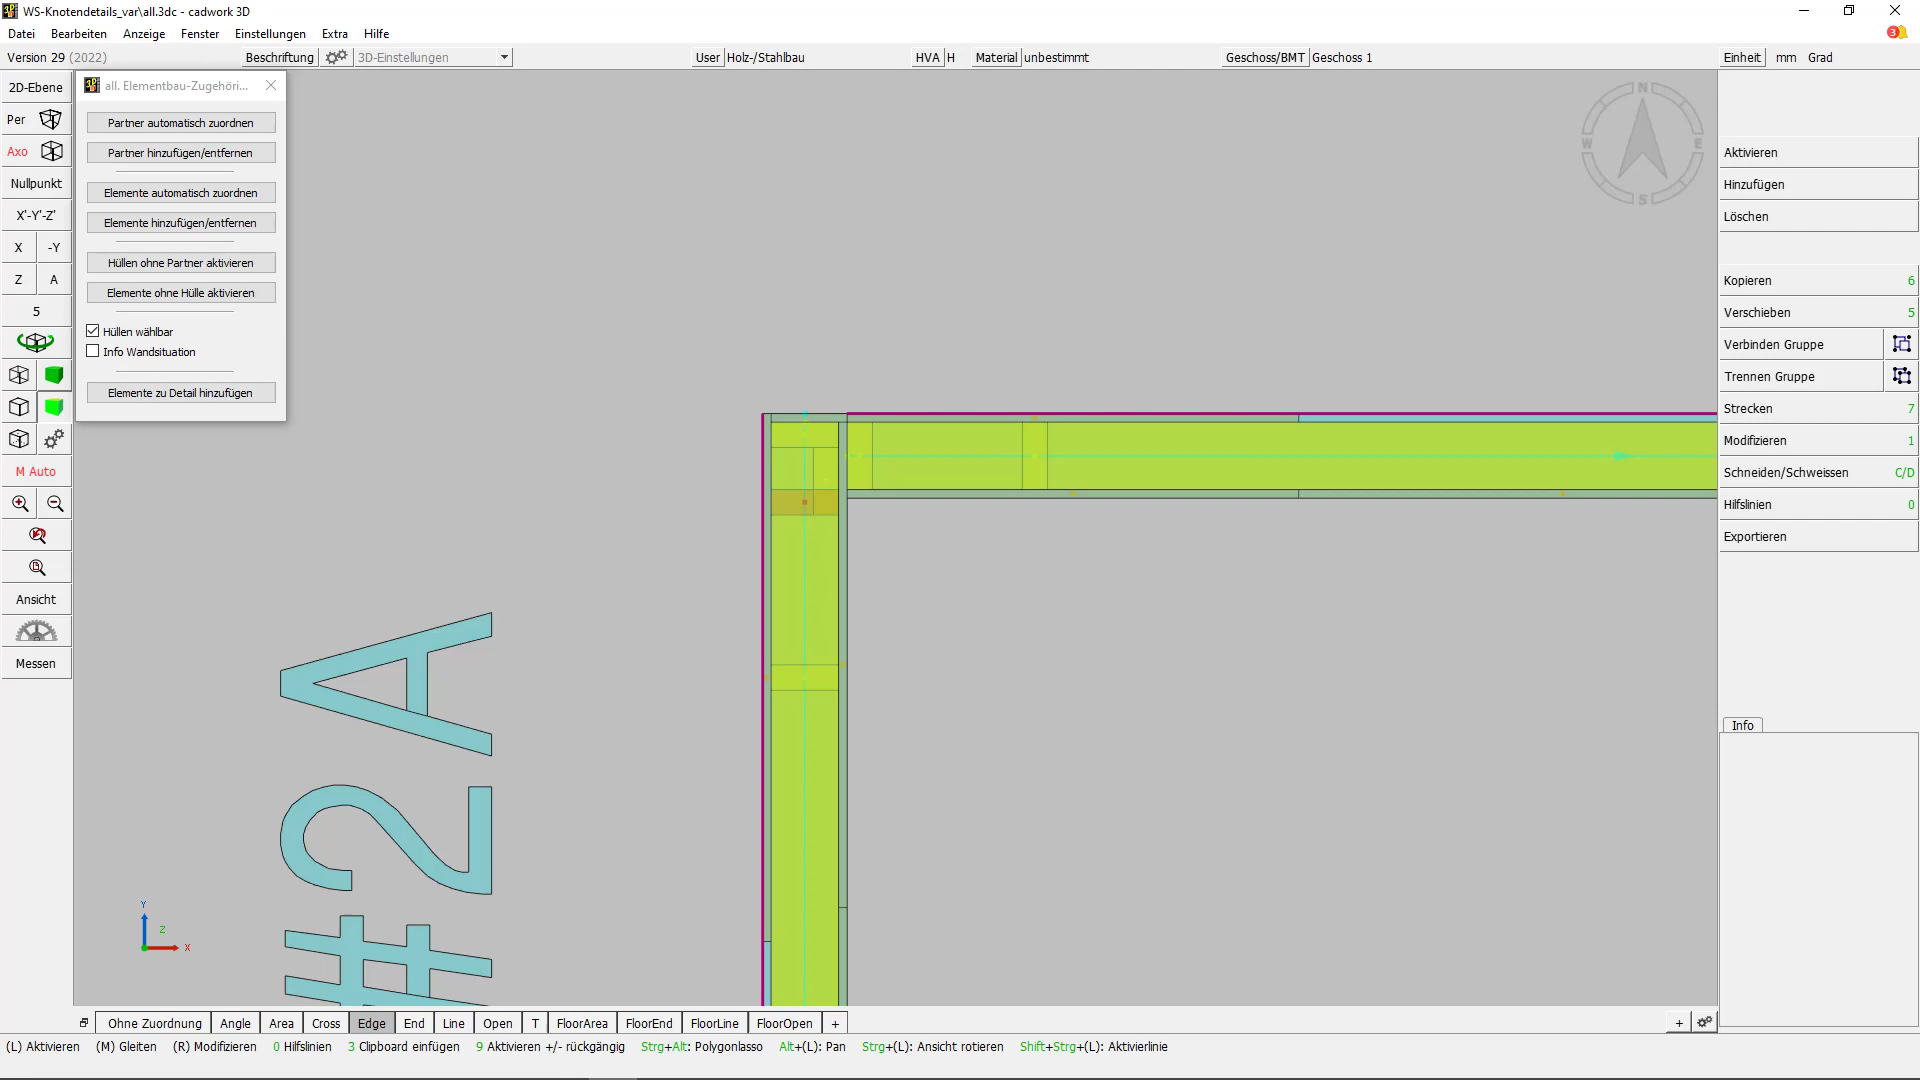 WS-Knotendetails_var\all.3dc - cadwork 3D
Datei Bearbeiten Anzeige Fenster Einstellungen Extra Hilfe
3
Version 29 (2022) Beschriftung 3D-Einstellungen User Holz/Stahlbau HVA H Material unbestimmt Geschoss/BMT Geschoss 1 Einheit mm Grad
2D-Ebene
Per
Axo
Nullpunkt
X'-Y'-Z'
X -Y
Z A
5
M Auto
Ansicht
Messen
all. Elementbau-Zugehöri...
Partner automatisch zuordnen
Partner hinzufügen/entfernen
Elemente automatisch zuordnen
Elemente hinzufügen/entfernen
Hüllen ohne Partner aktivieren
Elemente ohne Hülle aktivieren
Hüllen wählbar
Info Wandsituation
Elemente zu Detail hinzufügen
N
W E
S
#2A
Y
Z
X
Aktivieren
Hinzufügen
Löschen
Kopieren 6
Verschieben 5
Verbinden Gruppe
Trennen Gruppe
Strecken 7
Modifizieren 1
Schneiden/Schweissen C/D
Hilfslinien 0
Exportieren
Info
Ohne Zuordnung Angle Area Cross Edge End Line Open T FloorArea FloorEnd FloorLine FloorOpen + +
(L) Aktivieren (M) Gleiten (R) Modifizieren 0 Hilfslinien 3 Clipboard einfügen 9 Aktivieren +/- rückgängig Strg+Alt: Polygonlasso Alt+(L): Pan Strg+(L): Ansicht rotieren Shift+Strg+(L): Aktivierlinie